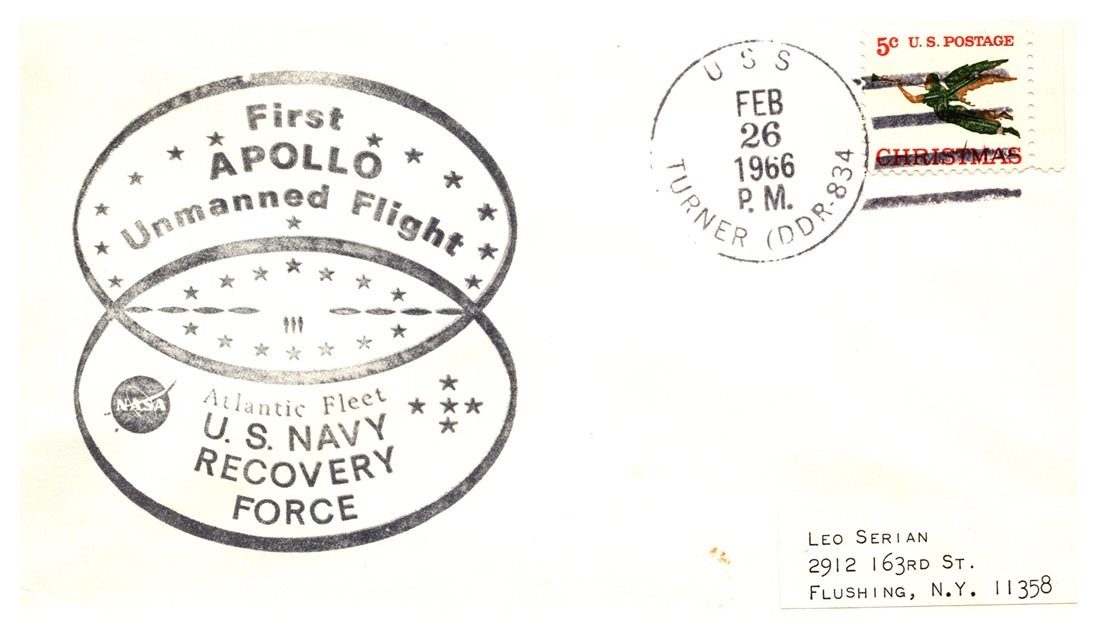 First
APOLLO
Unmanned Flight
NASA
Atlantic Fleet
U. S. NAVY
RECOVERY
FORCE
USS
FEB
26
1966
P. M.
TURNER (DDR-834
5c U. S. POSTAGE
CHRISTMAS
LEO SERIAN
2912 163RD ST.
FLUSHING, N.Y. 11358